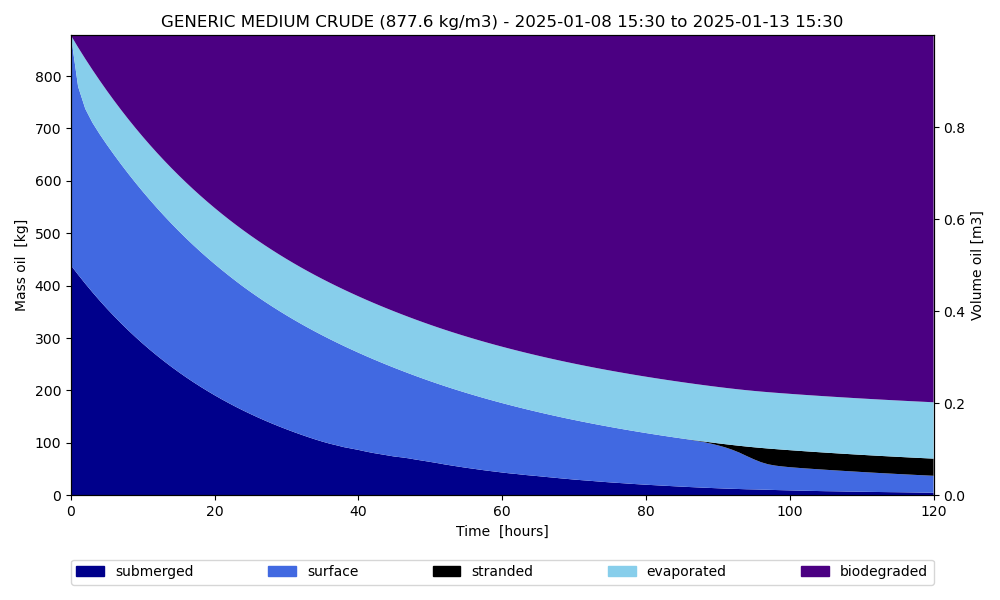 GENERIC MEDIUM CRUDE (877.6 kg/m3) - 2025-01-08 15:30 to 2025-01-13 15:30
Mass oil [kg]
800
700
600
500
400
300
200
100
0
0.8
0.6
0.4
0.2
0.0
Volume oil [m3]
0 20 40 60 80 100 120
Time [hours]
submerged surface stranded evaporated biodegraded